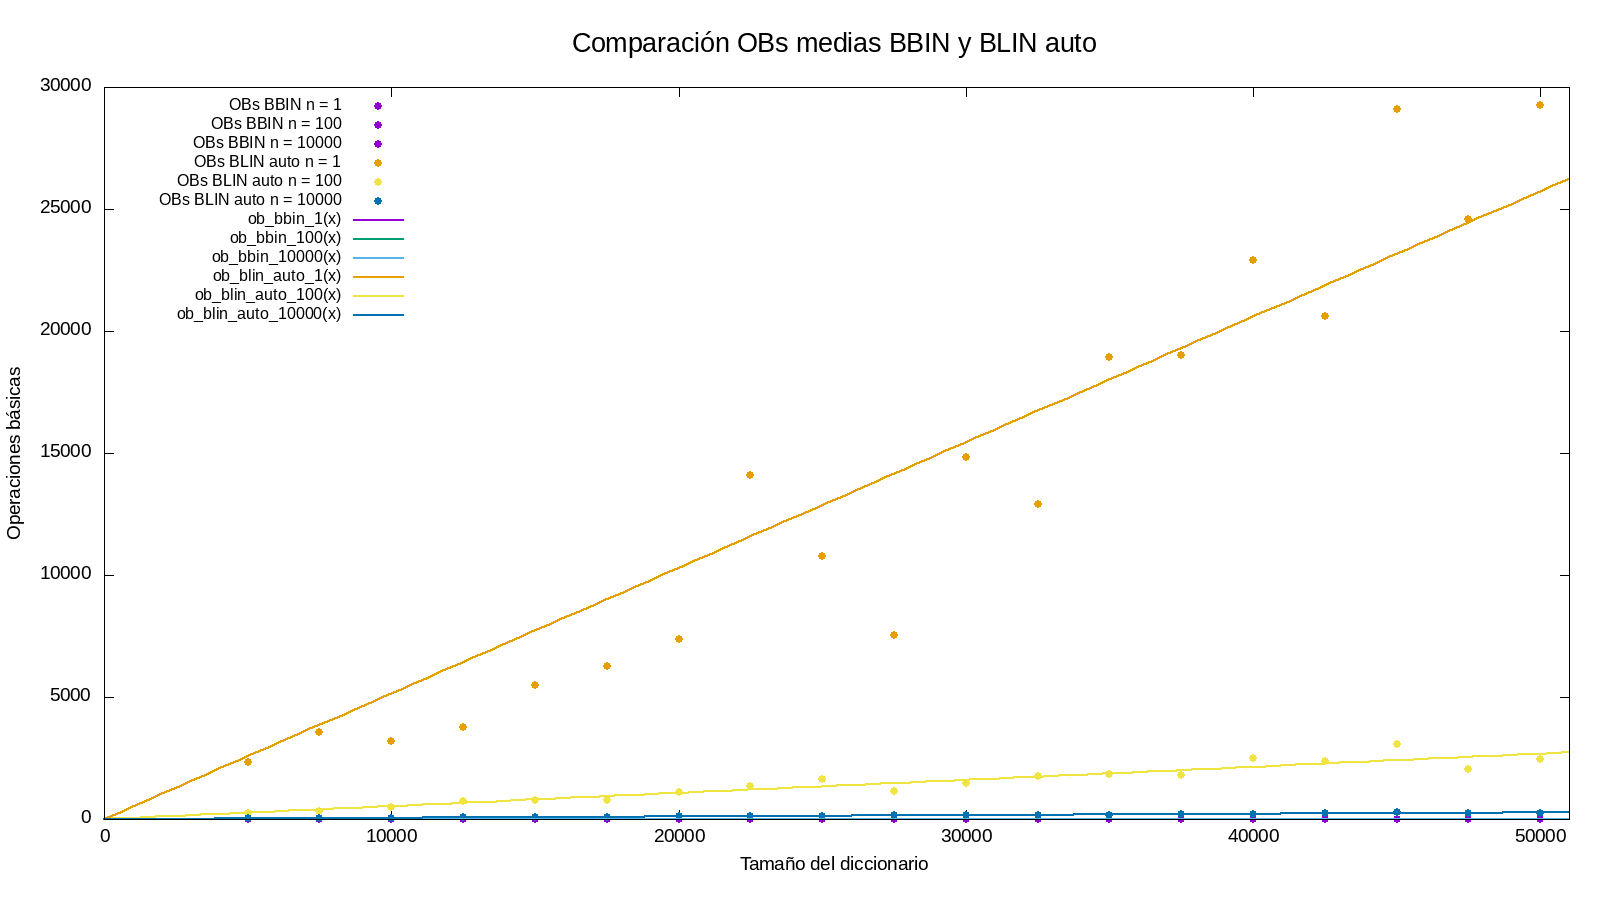 Comparación OBs medias BBIN y BLIN auto
30000
25000
20000
15000
10000
5000
0
Operaciones básicas
OBs BBIN n = 1
OBs BBIN n = 100
OBs BBIN n = 10000
OBs BLIN auto n = 1
OBs BLIN auto n = 100
OBs BLIN auto n = 10000
ob_bbin_1(x)
ob_bbin_100(x)
ob_bbin_10000(x)
ob_blin_auto_1(x)
ob_blin_auto_100(x)
ob_blin_auto_10000(x)
0 10000 20000 30000 40000 50000
Tamaño del diccionario